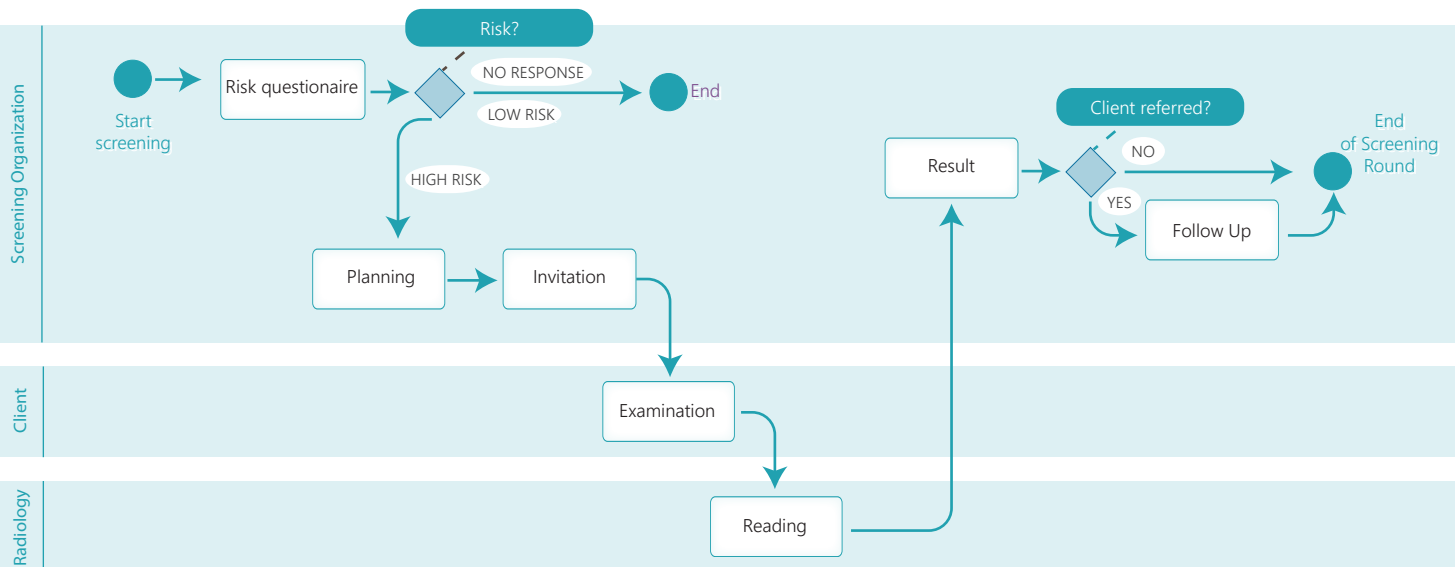 Screening Organization
Risk?
Start
screening
Risk questionaire
NO RESPONSE
LOW RISK
End
HIGH RISK
Planning
Invitation
Result
Client referred?
NO
YES
Follow Up
End
of Screening
Round
Client
Examination
Radiology
Reading